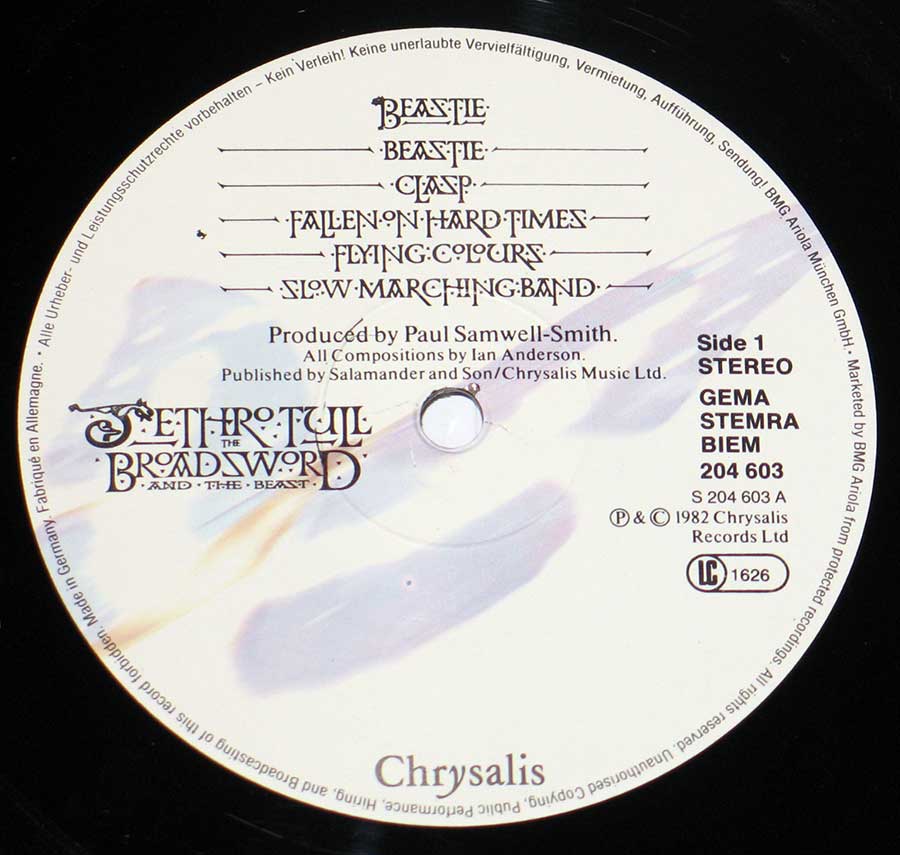 BEASTIE
BEASTIE
·CLASP·
·FALLEN·ON·HARD·TIMES·
·FLYING·COLOURS·
·SLOW·MARCHING·BAND·
Produced by Paul Samwell-Smith.
All Compositions by Ian Anderson.
Published by Salamander and Son/Chrysalis Music Ltd.
JETHRO·TULL
THE
BROADSWORD
·AND·THE·BEAST·
Side 1
STEREO
GEMA
STEMRA
BIEM
204 603
S 204 603 A
Ⓟ & © 1982 Chrysalis
Records Ltd
LC 1626
Chrysalis
· Alle Urheber- und Leistungsschutzrechte vorbehalten – Kein Verleih! Keine unerlaubte Vervielfältigung, Vermietung, Aufführung, Sendung! BMG Ariola München GmbH · Marketed by BMG Ariola from protected recordings. All rights reserved. Unauthorised Copying, Public Performance, Hiring, and Broadcasting of this record forbidden. Made in Germany. Fabriqué en Allemagne.